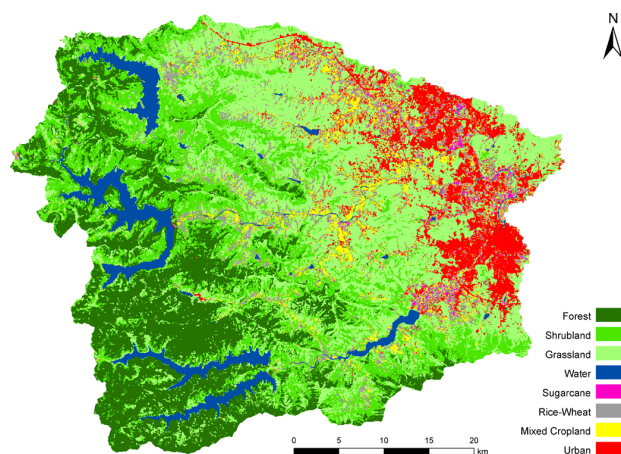 N
Forest
Shrubland
Grassland
Water
Sugarcane
Rice-Wheat
Mixed Cropland
Urban
0 5 10 15 20
km